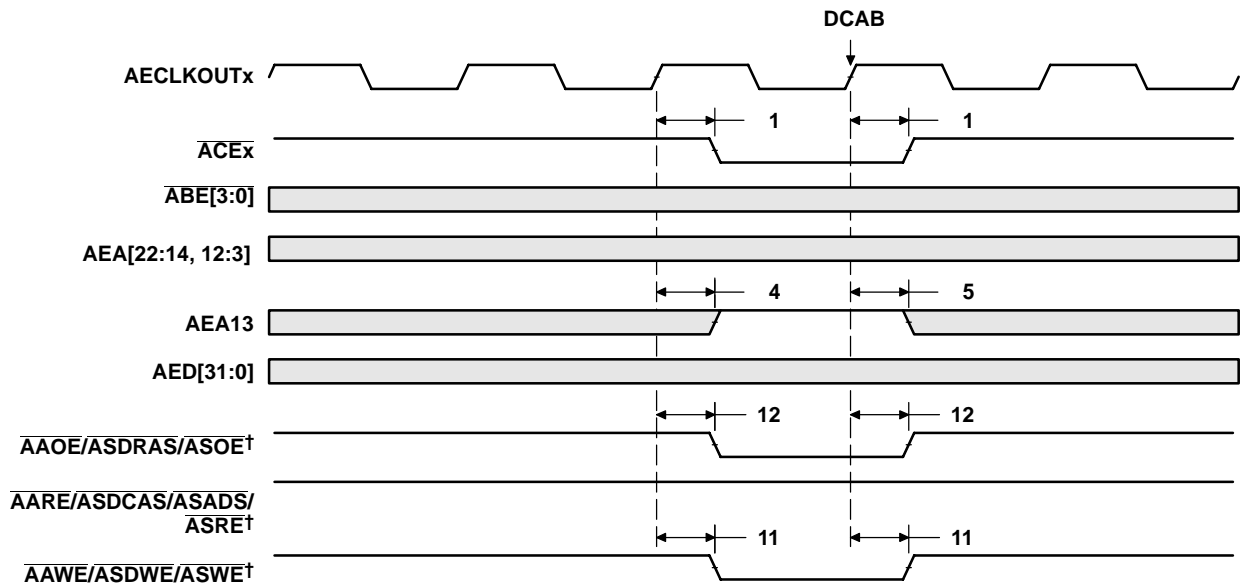 DCAB
AECLKOUTx
1 1
ACEx
ABE[3:0]
AEA[22:14, 12:3]
4 5
AEA13
AED[31:0]
12 12
AAOE/ASDRAS/ASOE†
AARE/ASDCAS/ASADS/
ASRE†
11 11
AAWE/ASDWE/ASWE†